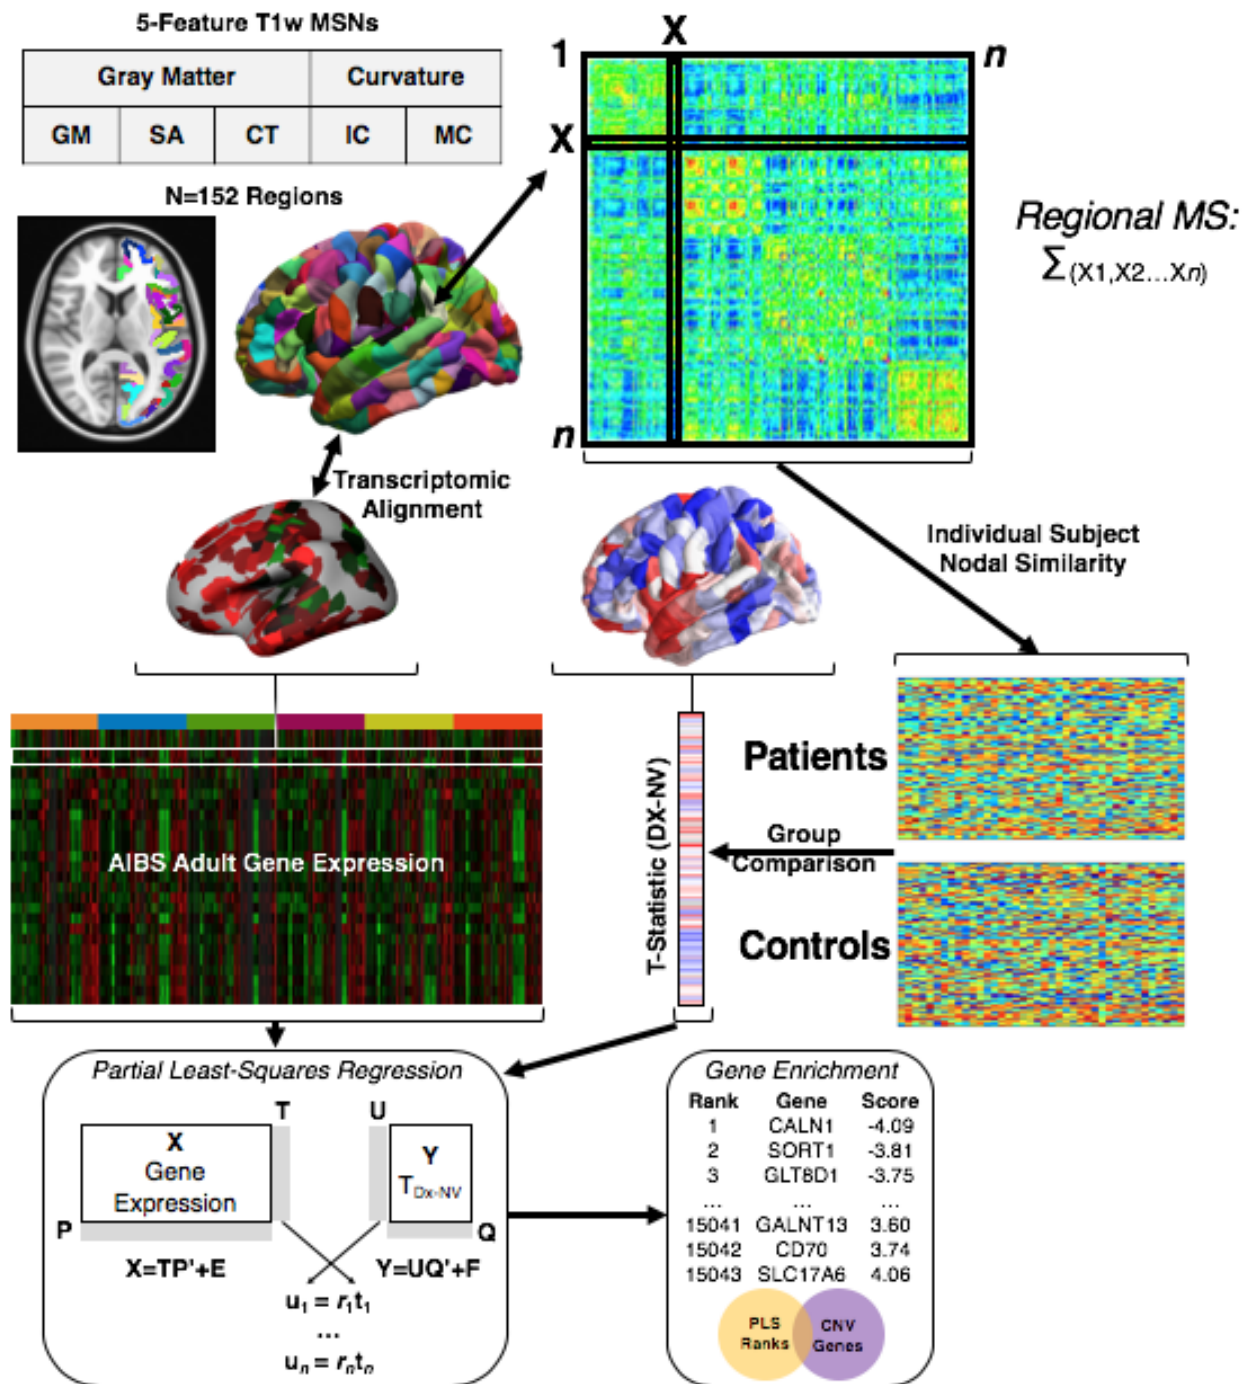 5-Feature T1w MSNs
Gray Matter Curvature
GM SA CT IC MC
N=152 Regions
1 X n
X
n
Regional MS:
Σ(X1,X2...Xn)
Transcriptomic
Alignment
Individual Subject
Nodal Similarity
Patients
Group
Comparison
Controls
T-Statistic (DX-NV)
AIBS Adult Gene Expression
Partial Least-Squares Regression
T U
X
Gene
Expression
Y
TDx-NV
P Q
X=TP'+E Y=UQ'+F
u1 = r1t1
...
un = rntn
Gene Enrichment
Rank Gene Score
1 CALN1 -4.09
2 SORT1 -3.81
3 GLT8D1 -3.75
... ... ...
15041 GALNT13 3.60
15042 CD70 3.74
15043 SLC17A6 4.06
PLS
Ranks
CNV
Genes